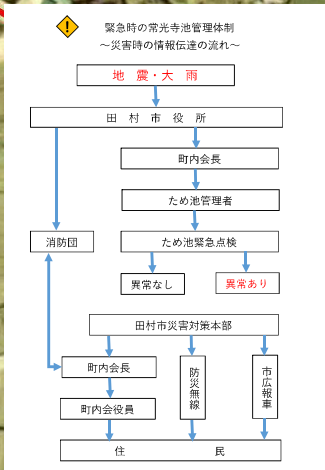 緊急時の常光寺池管理体制
～災害時の情報伝達の流れ～
地 震・大 雨
田 村 市 役 所
町内会長
ため池管理者
消防団
ため池緊急点検
異常なし
異常あり
田村市災害対策本部
町内会長
防災無線
市広報車
町内会役員
住 民